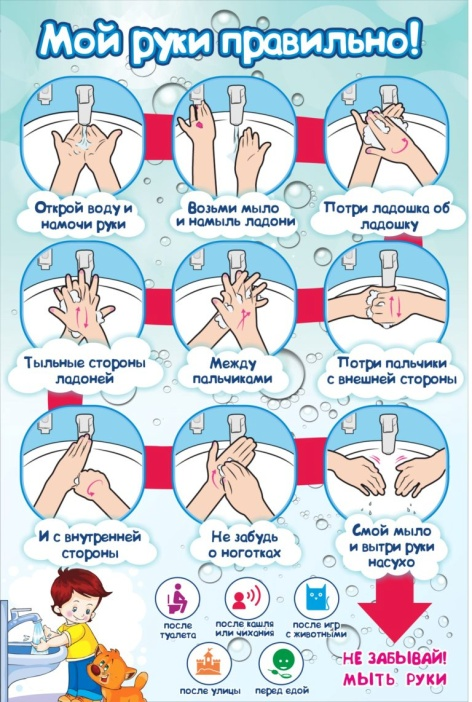 Мой руки правильно!
Открой воду и
намочи руки
Возьми мыло
и намыль ладони
Потри ладошка об
ладошку
Тыльные стороны
ладоней
Между
пальчиками
Потри пальчики
с внешней стороны
И с внутренней
стороны
Не забудь
о ноготках
Смой мыло
и вытри руки
насухо
после
туалета
после кашля
или чихания
после игр
с животными
после улицы
перед едой
НЕ ЗАБЫВАЙ!
МЫТЬ РУКИ